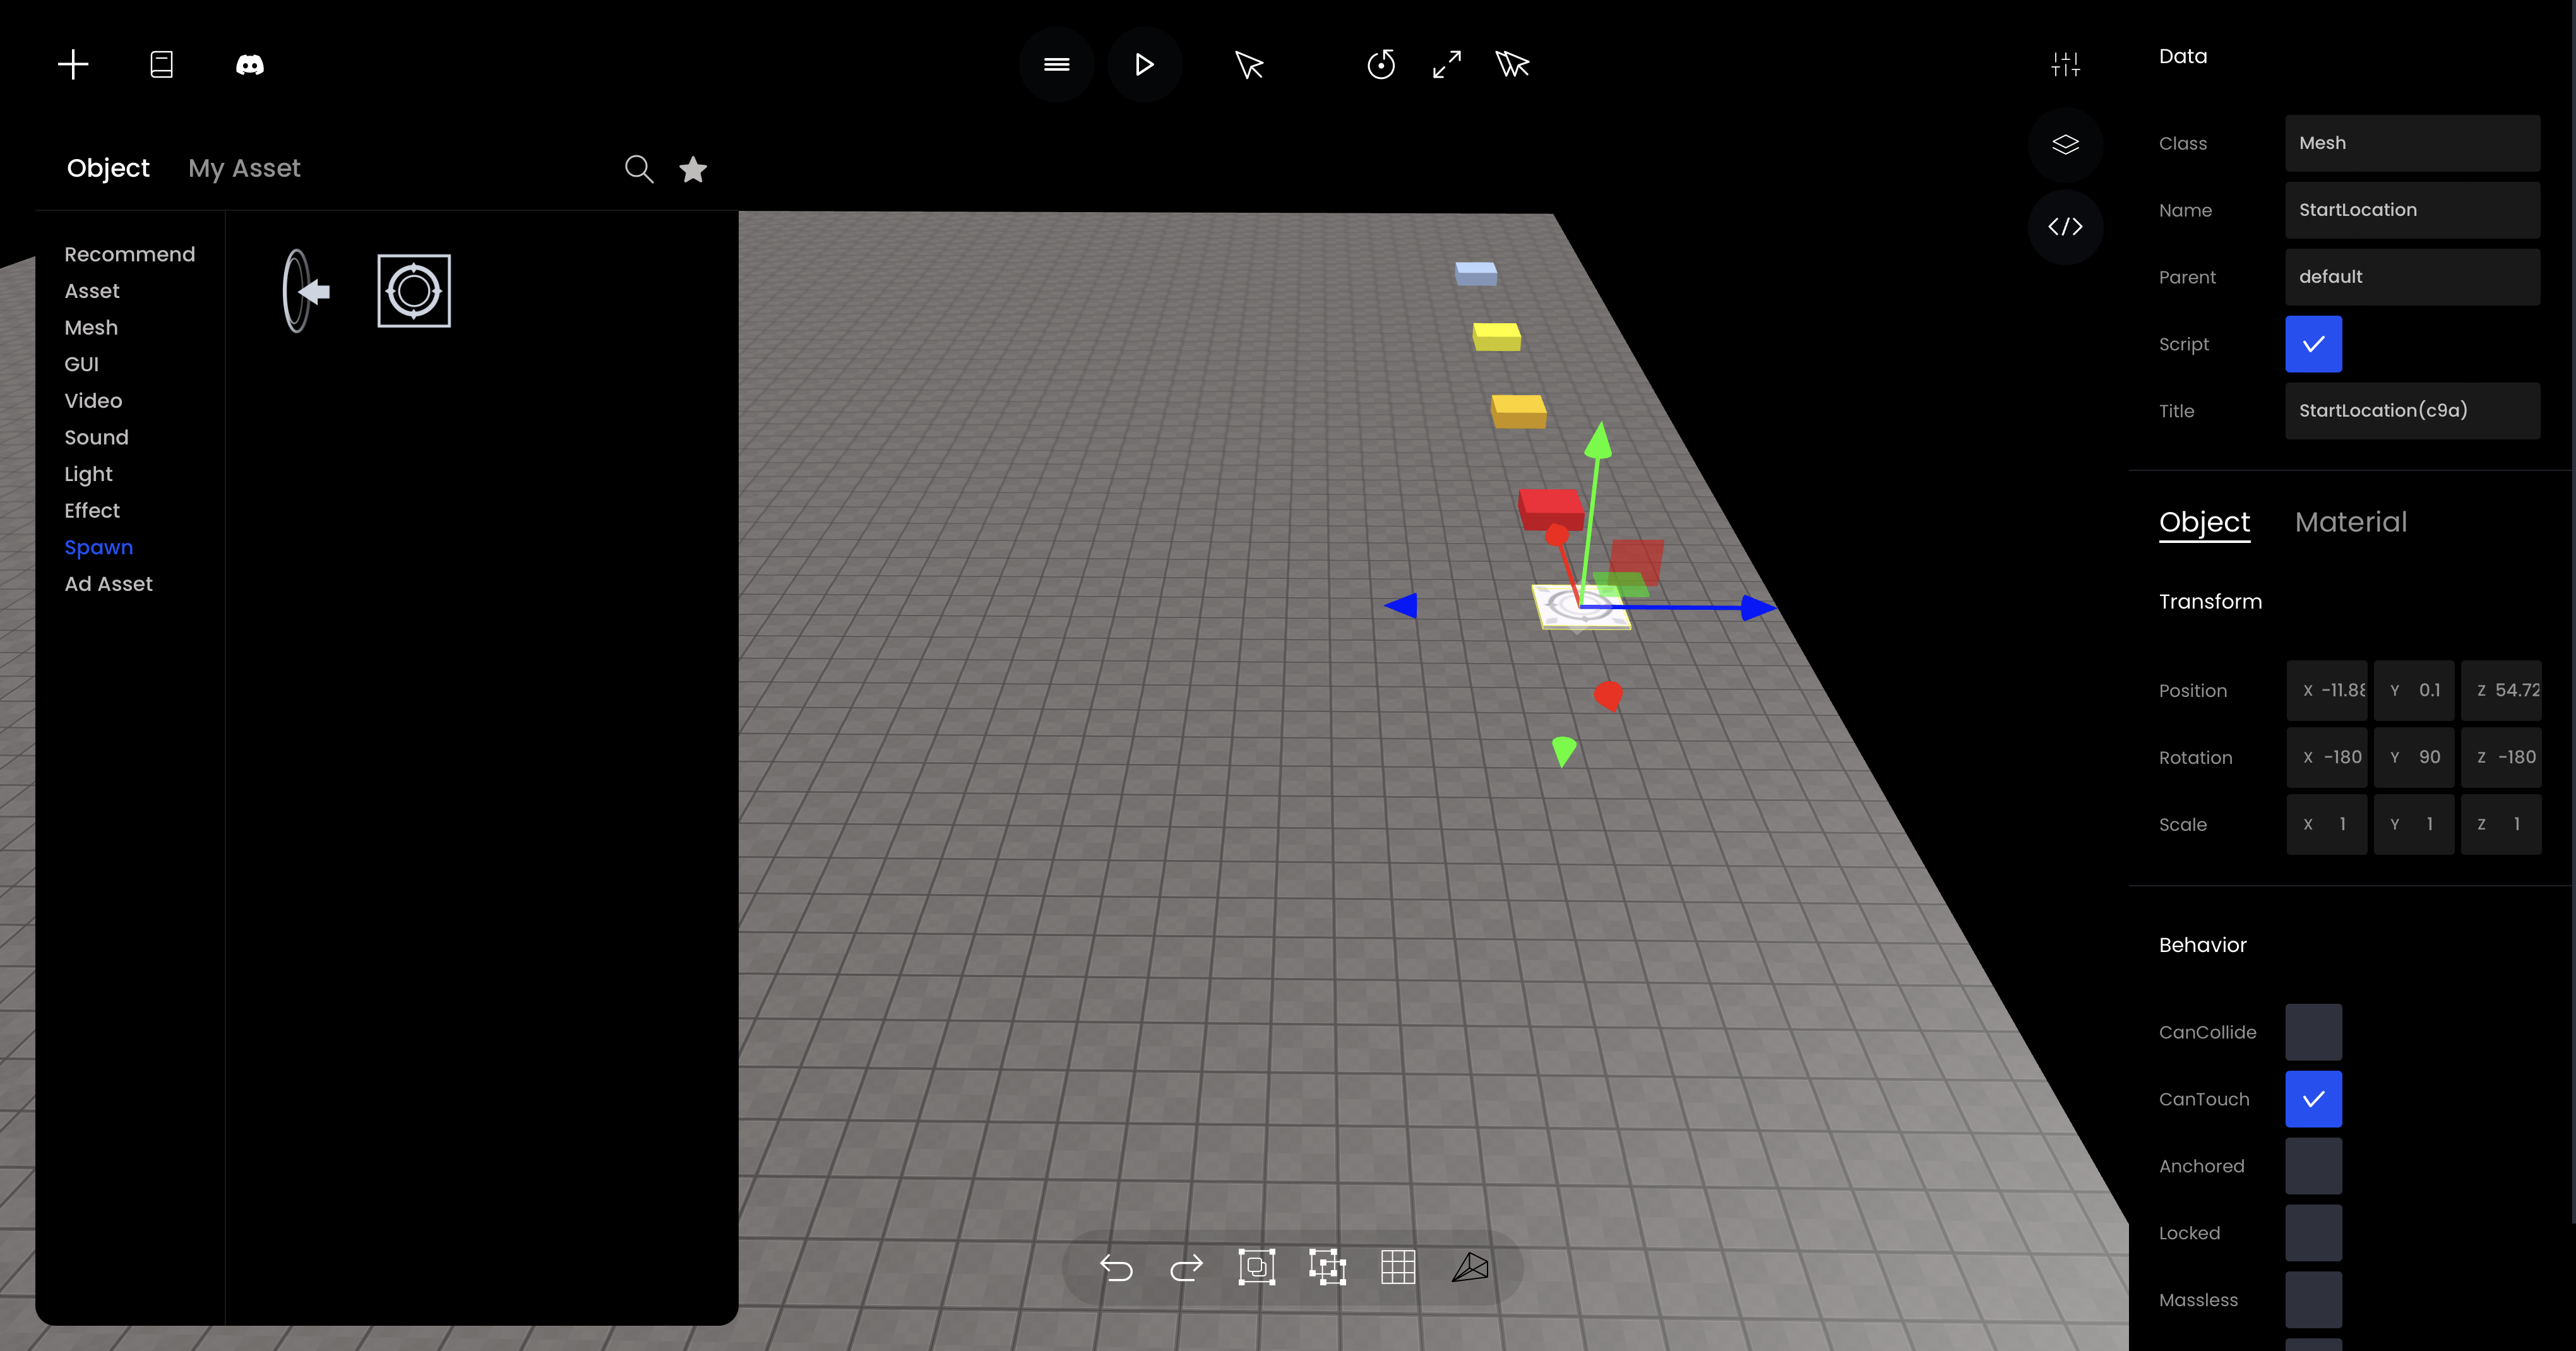 Object My Asset
Recommend
Asset
Mesh
GUI
Video
Sound
Light
Effect
Spawn
Ad Asset
Data
Class Mesh
Name StartLocation
Parent default
Script
Title StartLocation(c9a)
Object Material
Transform
Position X -11.88 Y 0.1 Z 54.72
Rotation X -180 Y 90 Z -180
Scale X 1 Y 1 Z 1
Behavior
CanCollide
CanTouch
Anchored
Locked
Massless